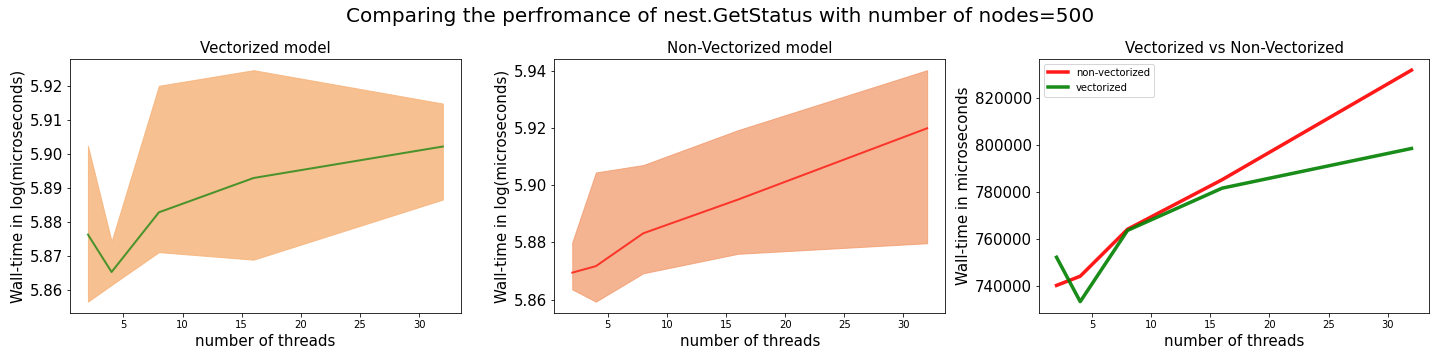 Comparing the perfromance of nest.GetStatus with number of nodes=500
Vectorized model
Wall-time in log(microseconds)
5.92
5.91
5.90
5.89
5.88
5.87
5.86
5 10 15 20 25 30
number of threads
Non-Vectorized model
Wall-time in log(microseconds)
5.94
5.92
5.90
5.88
5.86
5 10 15 20 25 30
number of threads
Vectorized vs Non-Vectorized
non-vectorized
vectorized
Wall-time in microseconds
820000
800000
780000
760000
740000
5 10 15 20 25 30
number of threads